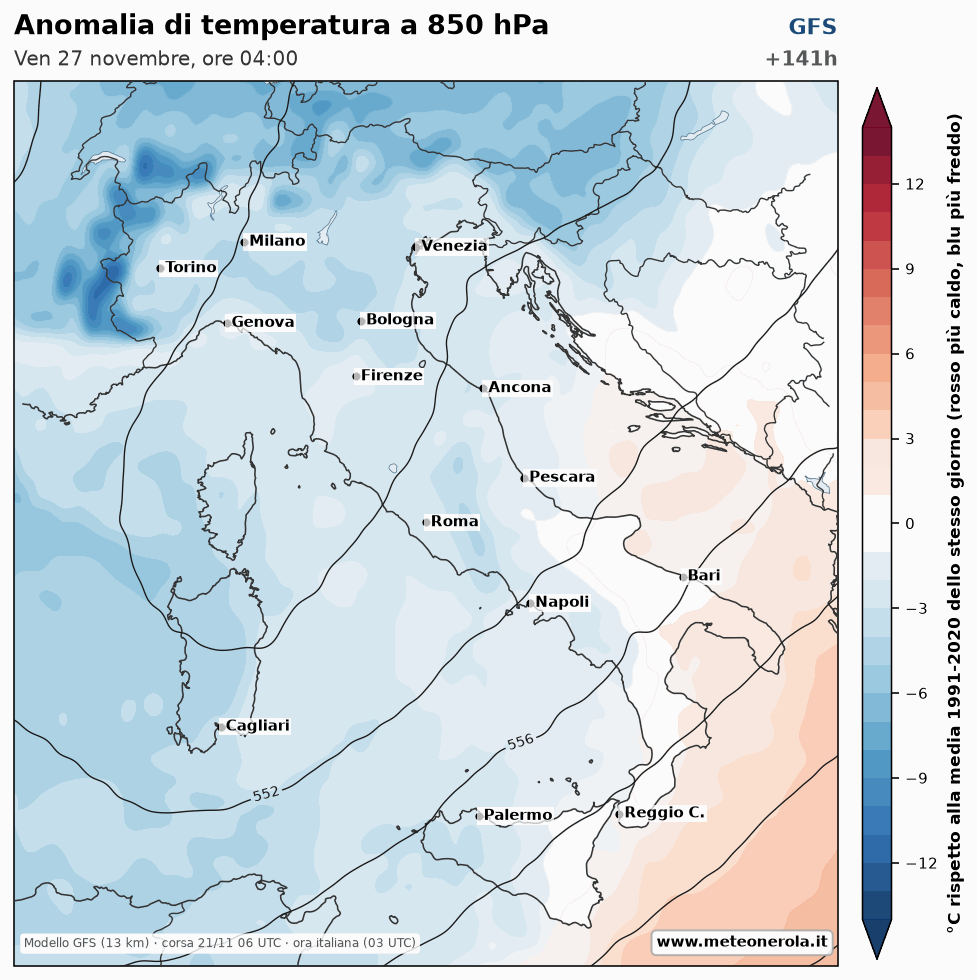 Anomalia di temperatura a 850 hPa
GFS
Ven 27 novembre, ore 04:00
+141h
Milano
Venezia
Torino
Genova
Bologna
Firenze
Ancona
Pescara
Roma
Bari
Napoli
Cagliari
556
552
Palermo
Reggio C.
Modello GFS (13 km) · corsa 21/11 06 UTC · ora italiana (03 UTC)
www.meteonerola.it
12
9
6
3
0
−3
−6
−9
−12
°C rispetto alla media 1991-2020 dello stesso giorno (rosso più caldo, blu più freddo)